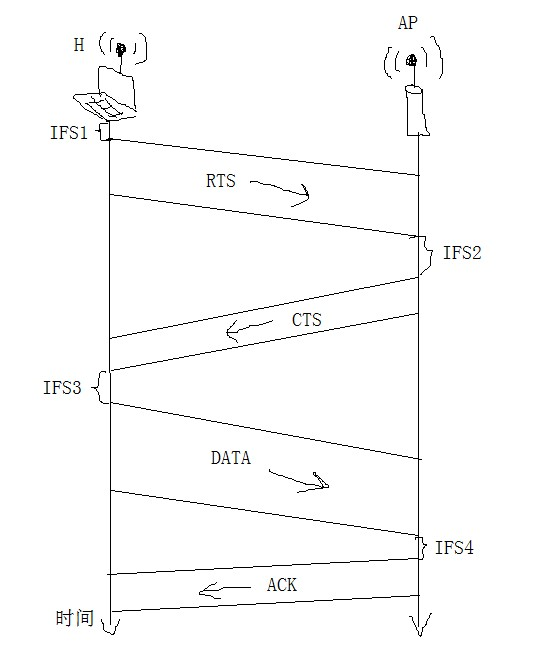 H
AP
IFS1
RTS
IFS2
CTS
IFS3
DATA
IFS4
ACK
时间